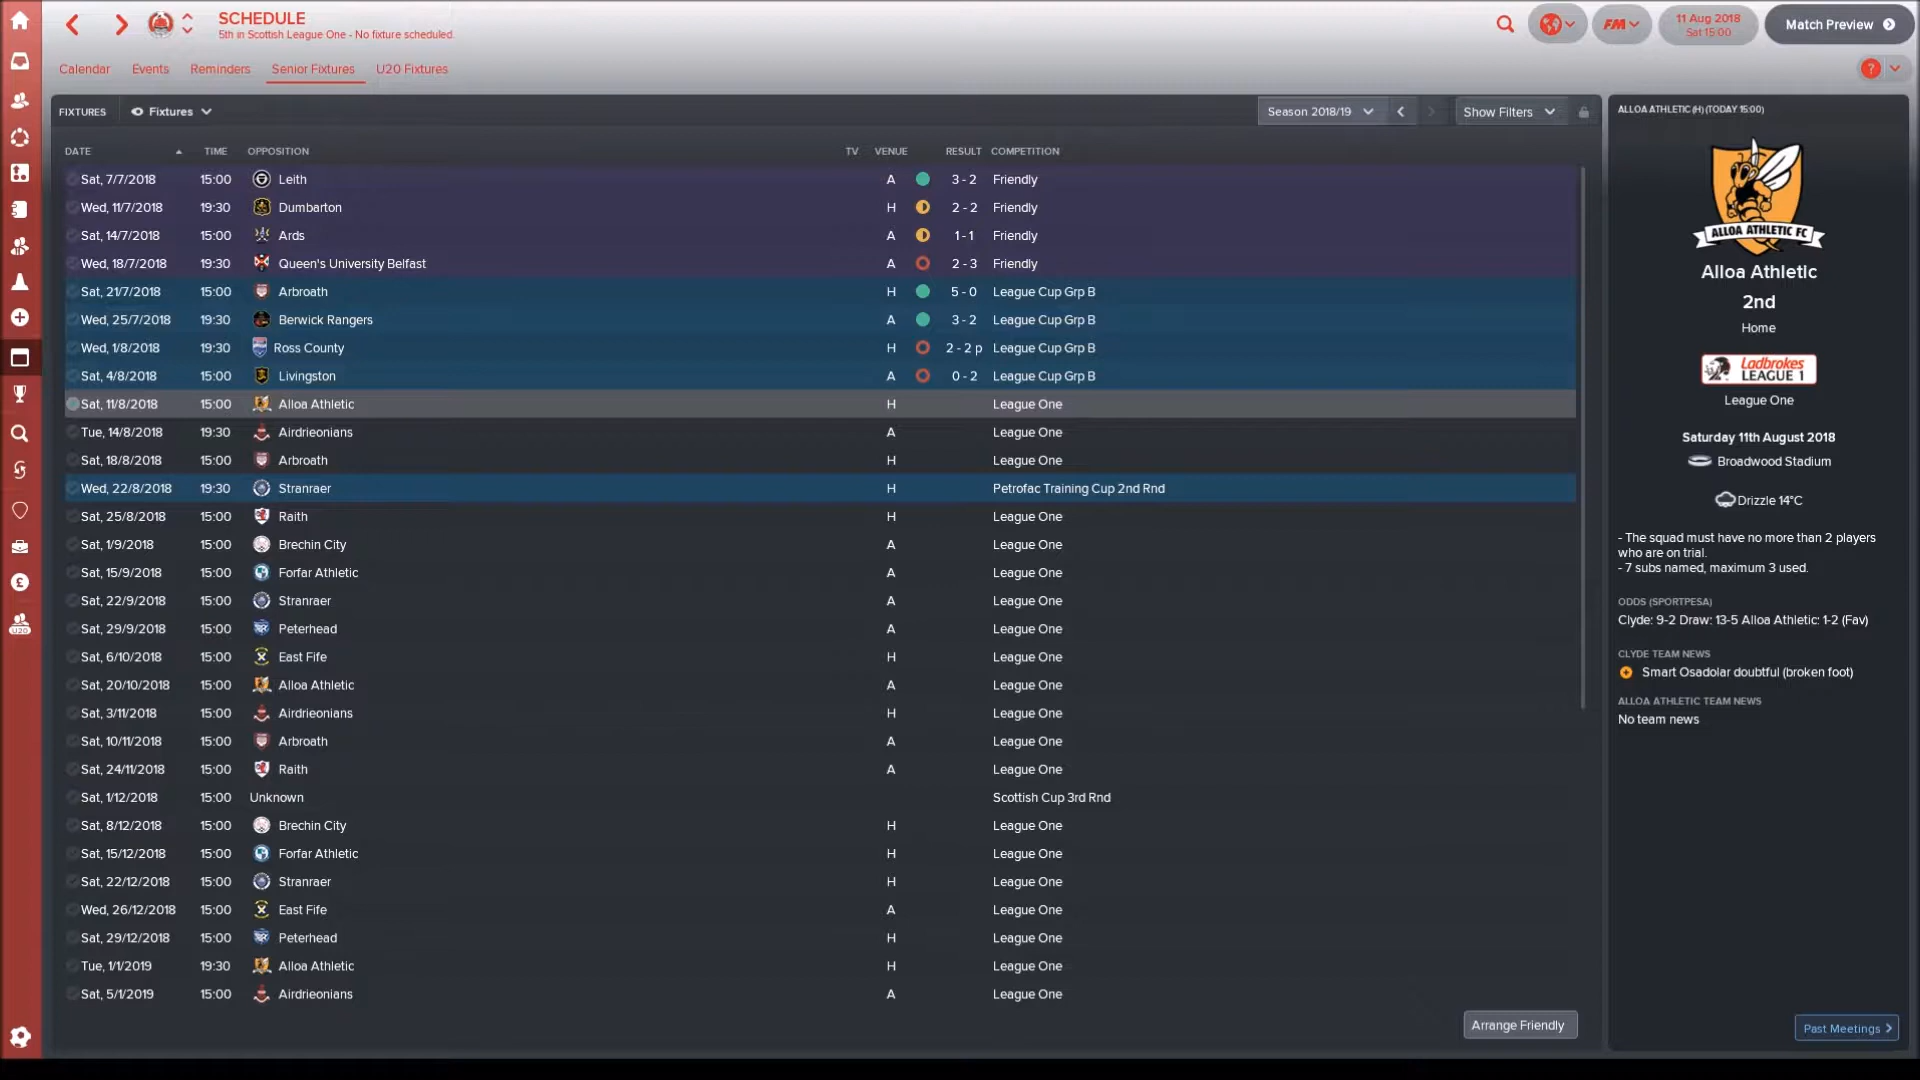 SCHEDULE
5th in Scottish League One - No fixture scheduled.
FM
11 Aug 2018
Sat 15:00
Match Preview
Calendar Events Reminders Senior Fixtures U20 Fixtures
?
FIXTURES Fixtures Season 2018/19 Show Filters
DATE TIME OPPOSITION TV VENUE RESULT COMPETITION
Sat, 7/7/2018 15:00 Leith A 3 - 2 Friendly
Wed, 11/7/2018 19:30 Dumbarton H 2 - 2 Friendly
Sat, 14/7/2018 15:00 Ards A 1 - 1 Friendly
Wed, 18/7/2018 19:30 Queen's University Belfast A 2 - 3 Friendly
Sat, 21/7/2018 15:00 Arbroath H 5 - 0 League Cup Grp B
Wed, 25/7/2018 19:30 Berwick Rangers A 3 - 2 League Cup Grp B
Wed, 1/8/2018 19:30 Ross County H 2 - 2 p League Cup Grp B
Sat, 4/8/2018 15:00 Livingston A 0 - 2 League Cup Grp B
Sat, 11/8/2018 15:00 Alloa Athletic H League One
Tue, 14/8/2018 19:30 Airdrieonians A League One
Sat, 18/8/2018 15:00 Arbroath H League One
Wed, 22/8/2018 19:30 Stranraer H Petrofac Training Cup 2nd Rnd
Sat, 25/8/2018 15:00 Raith H League One
Sat, 1/9/2018 15:00 Brechin City A League One
Sat, 15/9/2018 15:00 Forfar Athletic A League One
Sat, 22/9/2018 15:00 Stranraer A League One
Sat, 29/9/2018 15:00 Peterhead A League One
Sat, 6/10/2018 15:00 East Fife H League One
Sat, 20/10/2018 15:00 Alloa Athletic A League One
Sat, 3/11/2018 15:00 Airdrieonians H League One
Sat, 10/11/2018 15:00 Arbroath A League One
Sat, 24/11/2018 15:00 Raith A League One
Sat, 1/12/2018 15:00 Unknown Scottish Cup 3rd Rnd
Sat, 8/12/2018 15:00 Brechin City H League One
Sat, 15/12/2018 15:00 Forfar Athletic H League One
Sat, 22/12/2018 15:00 Stranraer H League One
Wed, 26/12/2018 15:00 East Fife A League One
Sat, 29/12/2018 15:00 Peterhead H League One
Tue, 1/1/2019 19:30 Alloa Athletic H League One
Sat, 5/1/2019 15:00 Airdrieonians A League One
Arrange Friendly
U20
ALLOA ATHLETIC (H) (TODAY 15:00)
ALLOA ATHLETIC FC
Alloa Athletic
2nd
Home
Ladbrokes
LEAGUE 1
League One
Saturday 11th August 2018
Broadwood Stadium
Drizzle 14°C
- The squad must have no more than 2 players
who are on trial.
- 7 subs named, maximum 3 used.
ODDS (SPORTPESA)
Clyde: 9-2 Draw: 13-5 Alloa Athletic: 1-2 (Fav)
CLYDE TEAM NEWS
Smart Osadolar doubtful (broken foot)
ALLOA ATHLETIC TEAM NEWS
No team news
Past Meetings